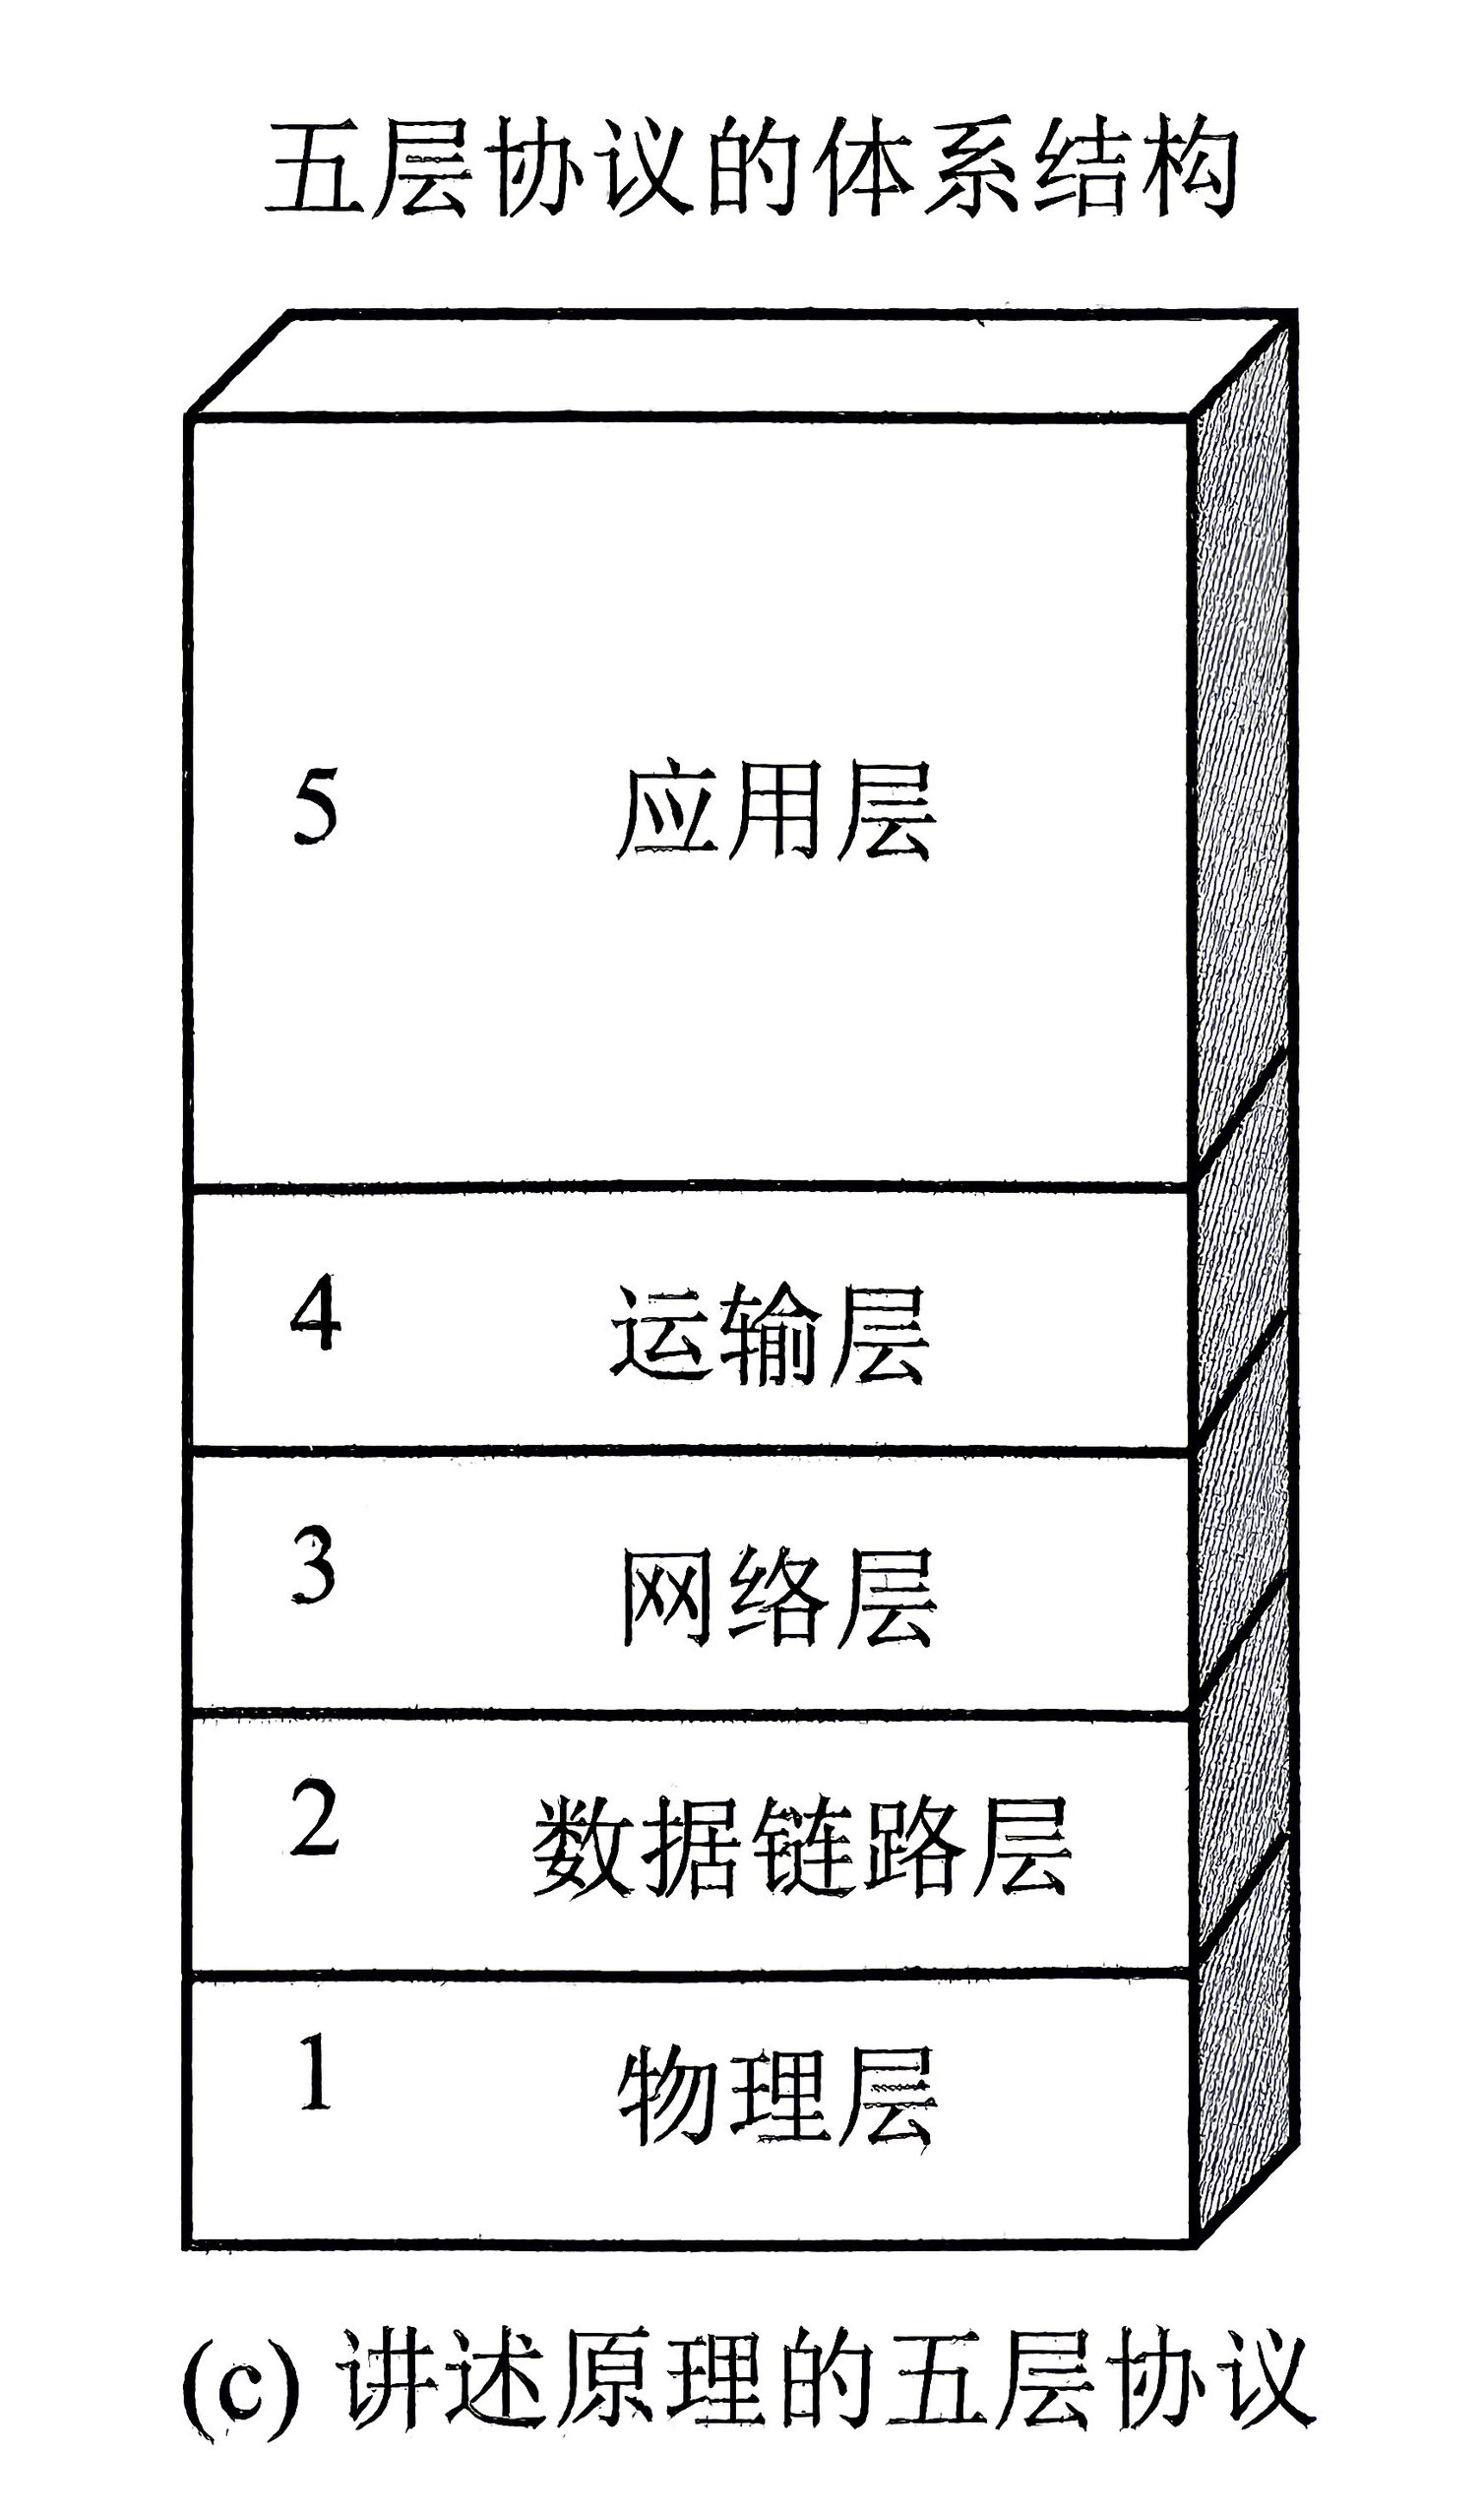 五层协议的体系结构
5 应用层
4 运输层
3 网络层
2 数据链路层
1 物理层
(c) 讲述原理的五层协议